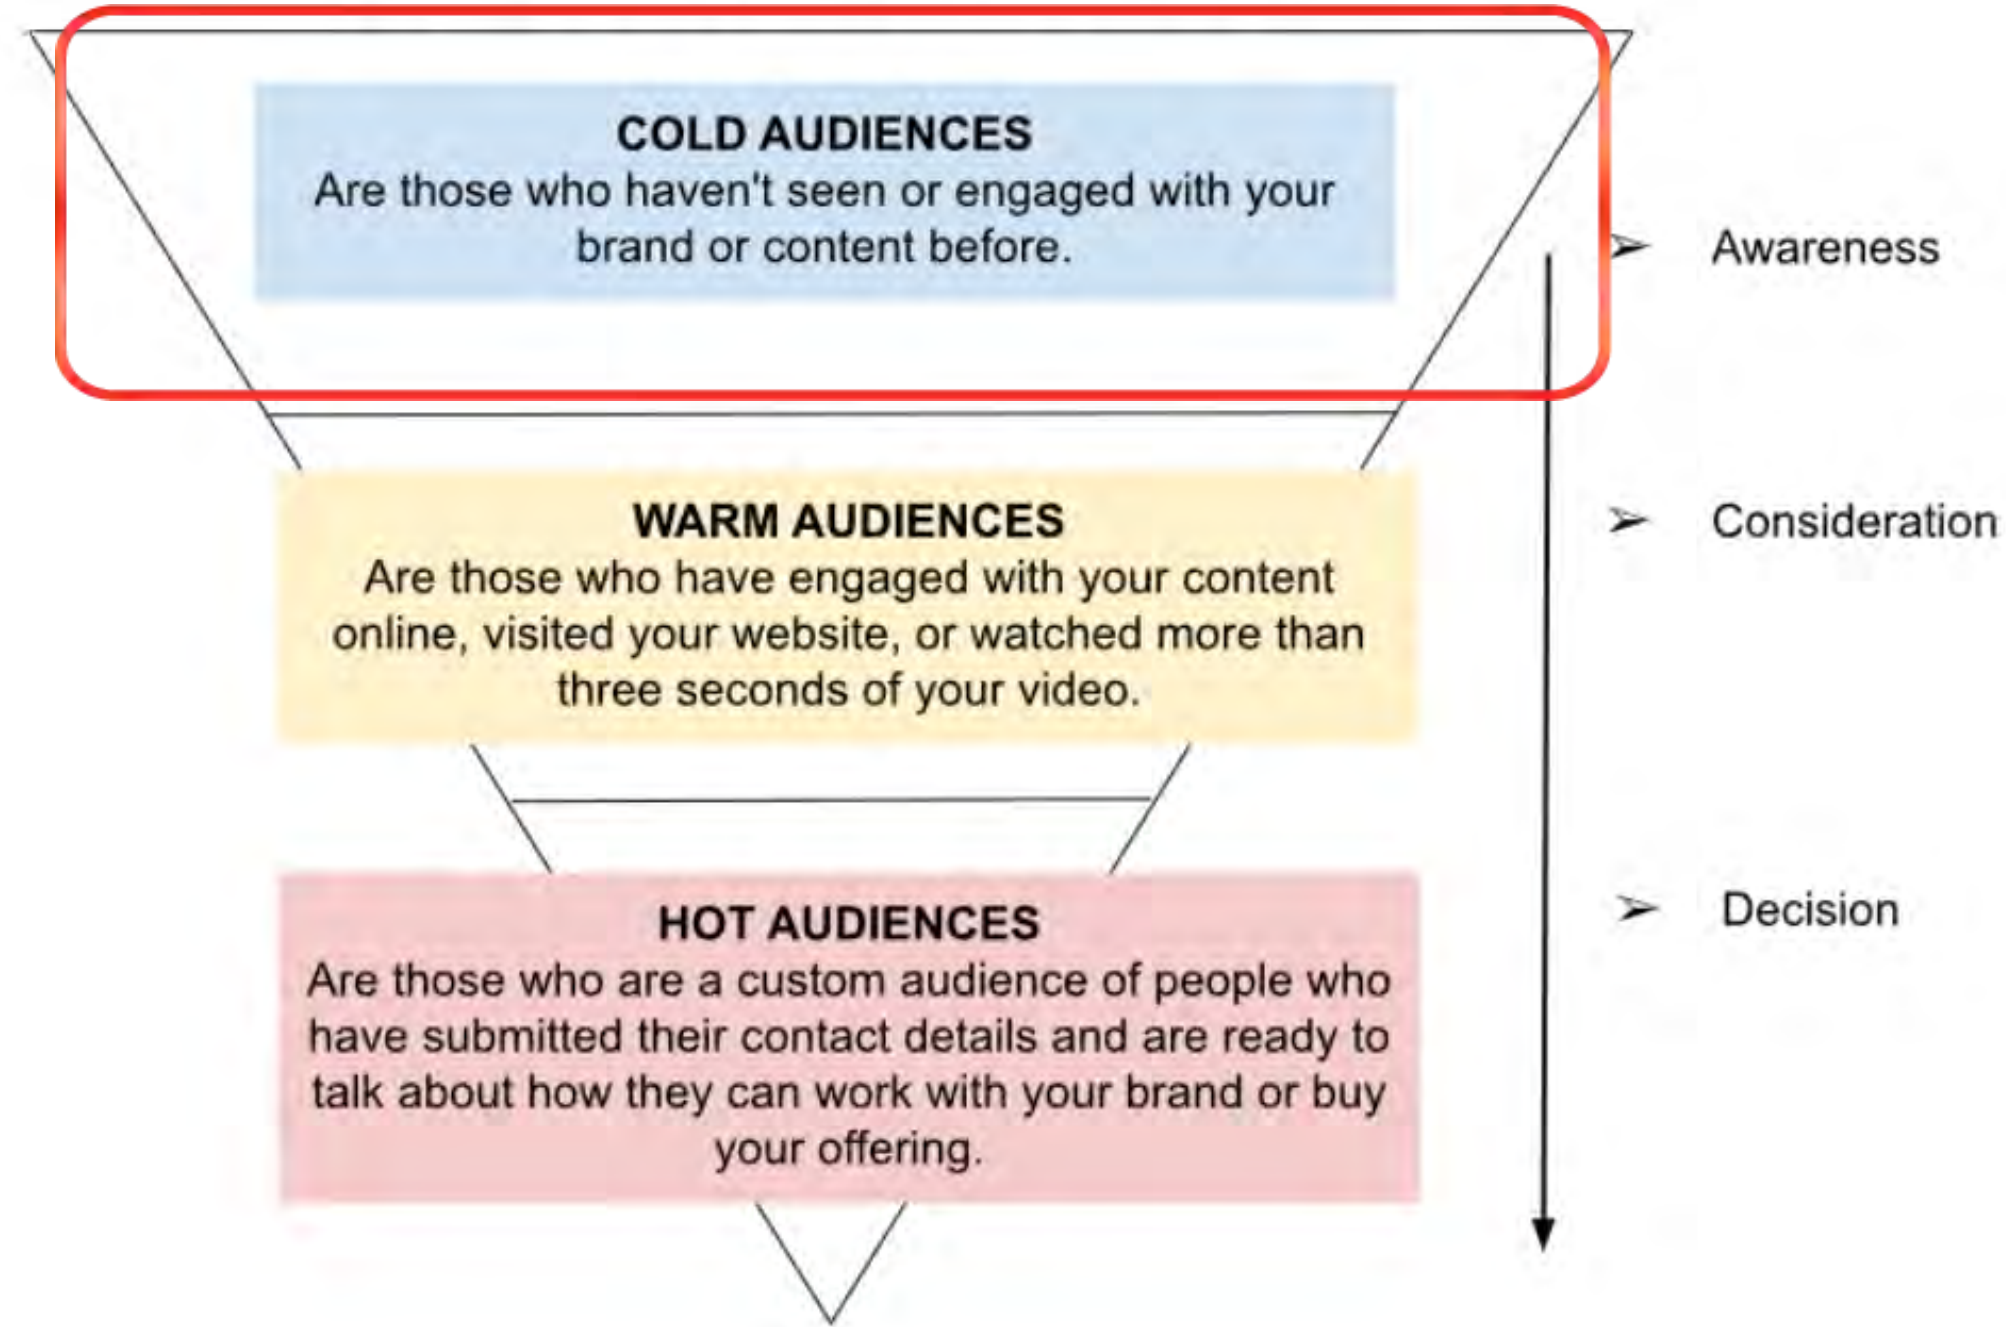 COLD AUDIENCES
Are those who haven't seen or engaged with your
brand or content before.
Awareness
WARM AUDIENCES
Are those who have engaged with your content
online, visited your website, or watched more than
three seconds of your video.
Consideration
HOT AUDIENCES
Are those who are a custom audience of people who
have submitted their contact details and are ready to
talk about how they can work with your brand or buy
your offering.
Decision